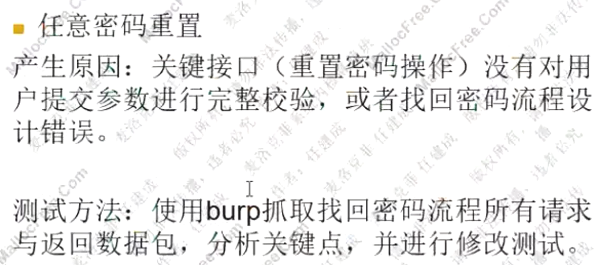 任意密码重置
产生原因：关键接口（重置密码操作）没有对用
户提交参数进行完整校验，或者找回密码流程设
计错误。
测试方法：使用burp抓取找回密码流程所有请求
与返回数据包，分析关键点，并进行修改测试。